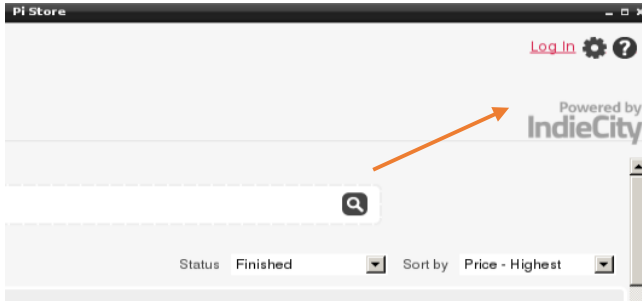 Pi Store
Log In
Powered by
IndieCity
Status Finished Sort by Price - Highest